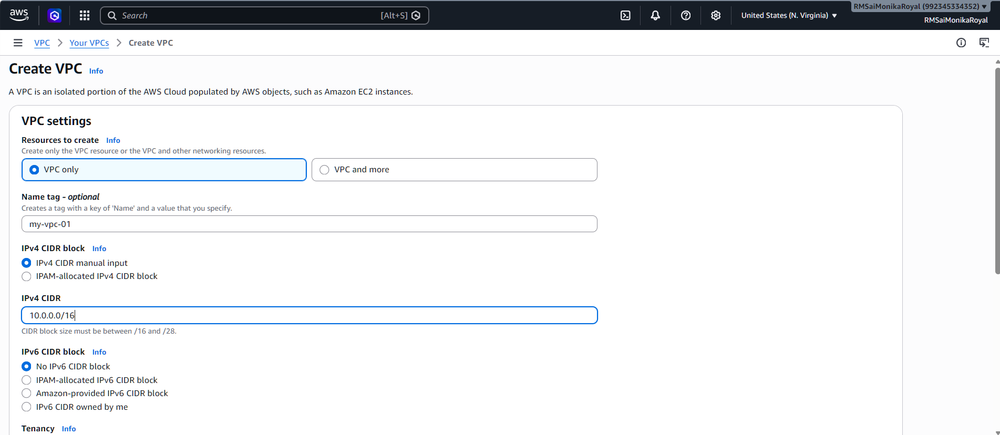 aws
Search [Alt+S]
United States (N. Virginia) ▼
RMSaiMonikaRoyal (992345334352) ▼
RMSaiMonikaRoyal
VPC > Your VPCs > Create VPC
Create VPC Info
A VPC is an isolated portion of the AWS Cloud populated by AWS objects, such as Amazon EC2 instances.
VPC settings
Resources to create Info
Create only the VPC resource or the VPC and other networking resources.
VPC only
VPC and more
Name tag - optional
Creates a tag with a key of 'Name' and a value that you specify.
my-vpc-01
IPv4 CIDR block Info
IPv4 CIDR manual input
IPAM-allocated IPv4 CIDR block
IPv4 CIDR
10.0.0.0/16
CIDR block size must be between /16 and /28.
IPv6 CIDR block Info
No IPv6 CIDR block
IPAM-allocated IPv6 CIDR block
Amazon-provided IPv6 CIDR block
IPv6 CIDR owned by me
Tenancy Info